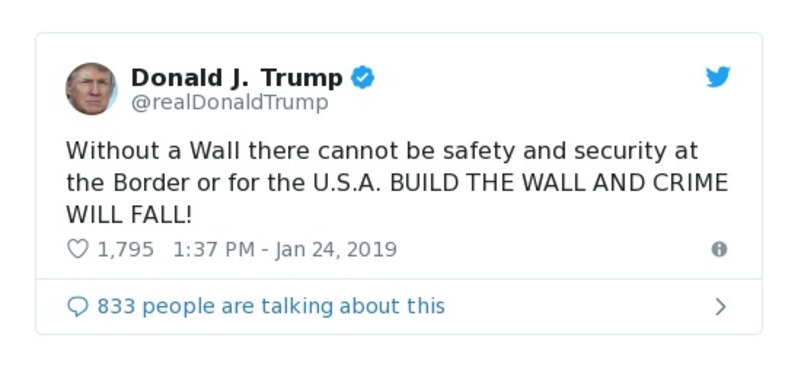 Donald J. Trump
@realDonaldTrump
Without a Wall there cannot be safety and security at
the Border or for the U.S.A. BUILD THE WALL AND CRIME
WILL FALL!
1,795 1:37 PM - Jan 24, 2019
833 people are talking about this